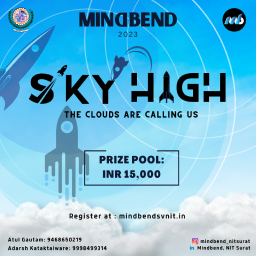 MINDBEND
2023
SKY HIGH
THE CLOUDS ARE CALLING US
PRIZE POOL:
INR 15,000
Register at : mindbendsvnit.in
Atul Gautam: 9468650219
Adarsh Kataktalware: 9998499314
mindbend_nitsurat
Mindbend, NIT Surat